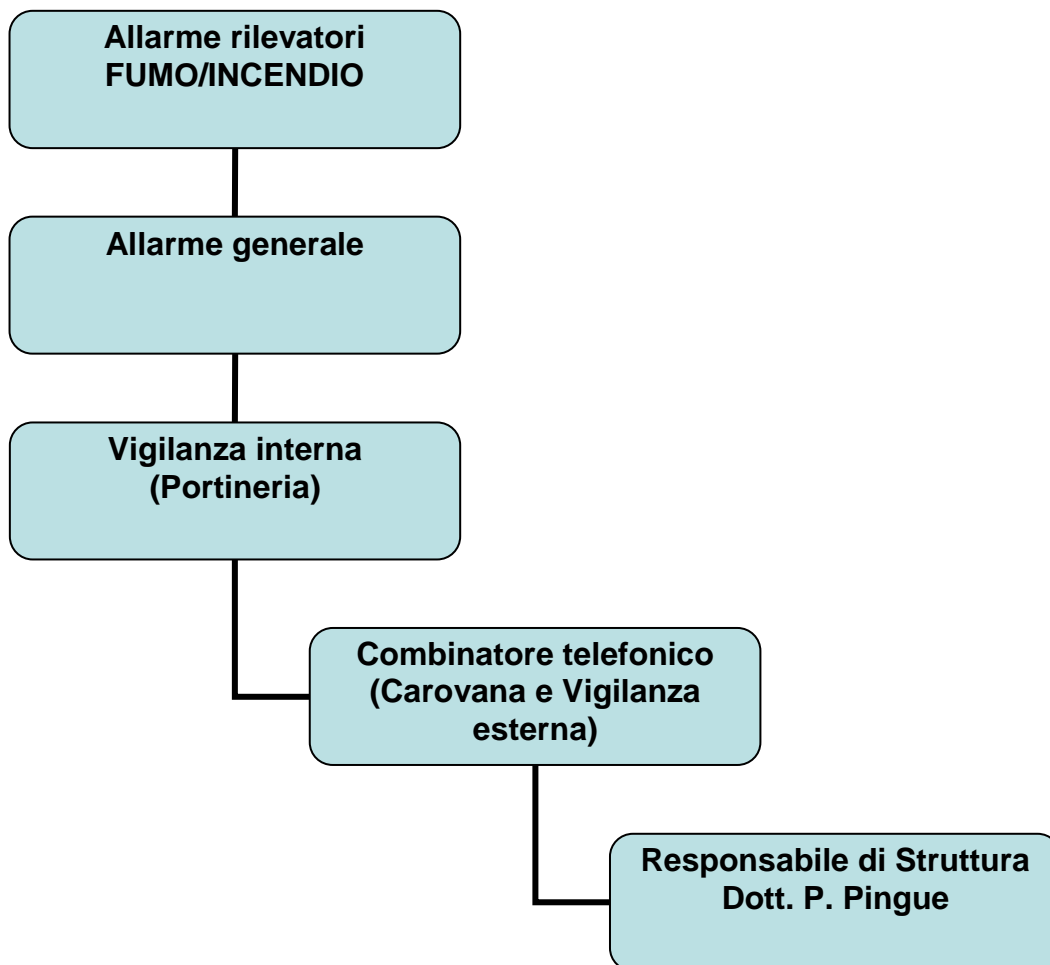 Allarme rilevatori
FUMO/INCENDIO
Allarme generale
Vigilanza interna
(Portineria)
Combinatore telefonico
(Carovana e Vigilanza
esterna)
Responsabile di Struttura
Dott. P. Pingue